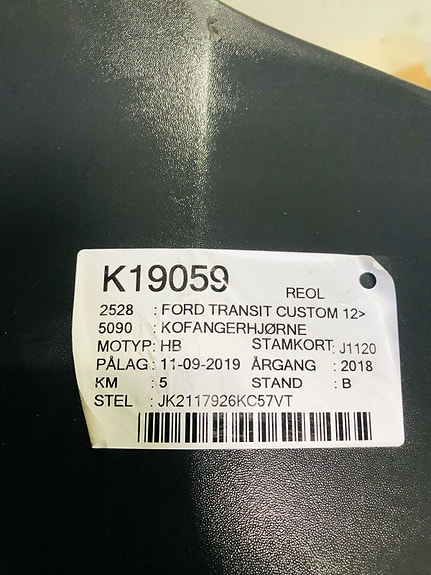 K19059
REOL
2528 : FORD TRANSIT CUSTOM 12>
5090 : KOFANGERHJØRNE
MOTYP: HB STAMKORT: J1120
PÅLAG : 11-09-2019 ÅRGANG : 2018
KM : 5 STAND : B
STEL : JK2117926KC57VT